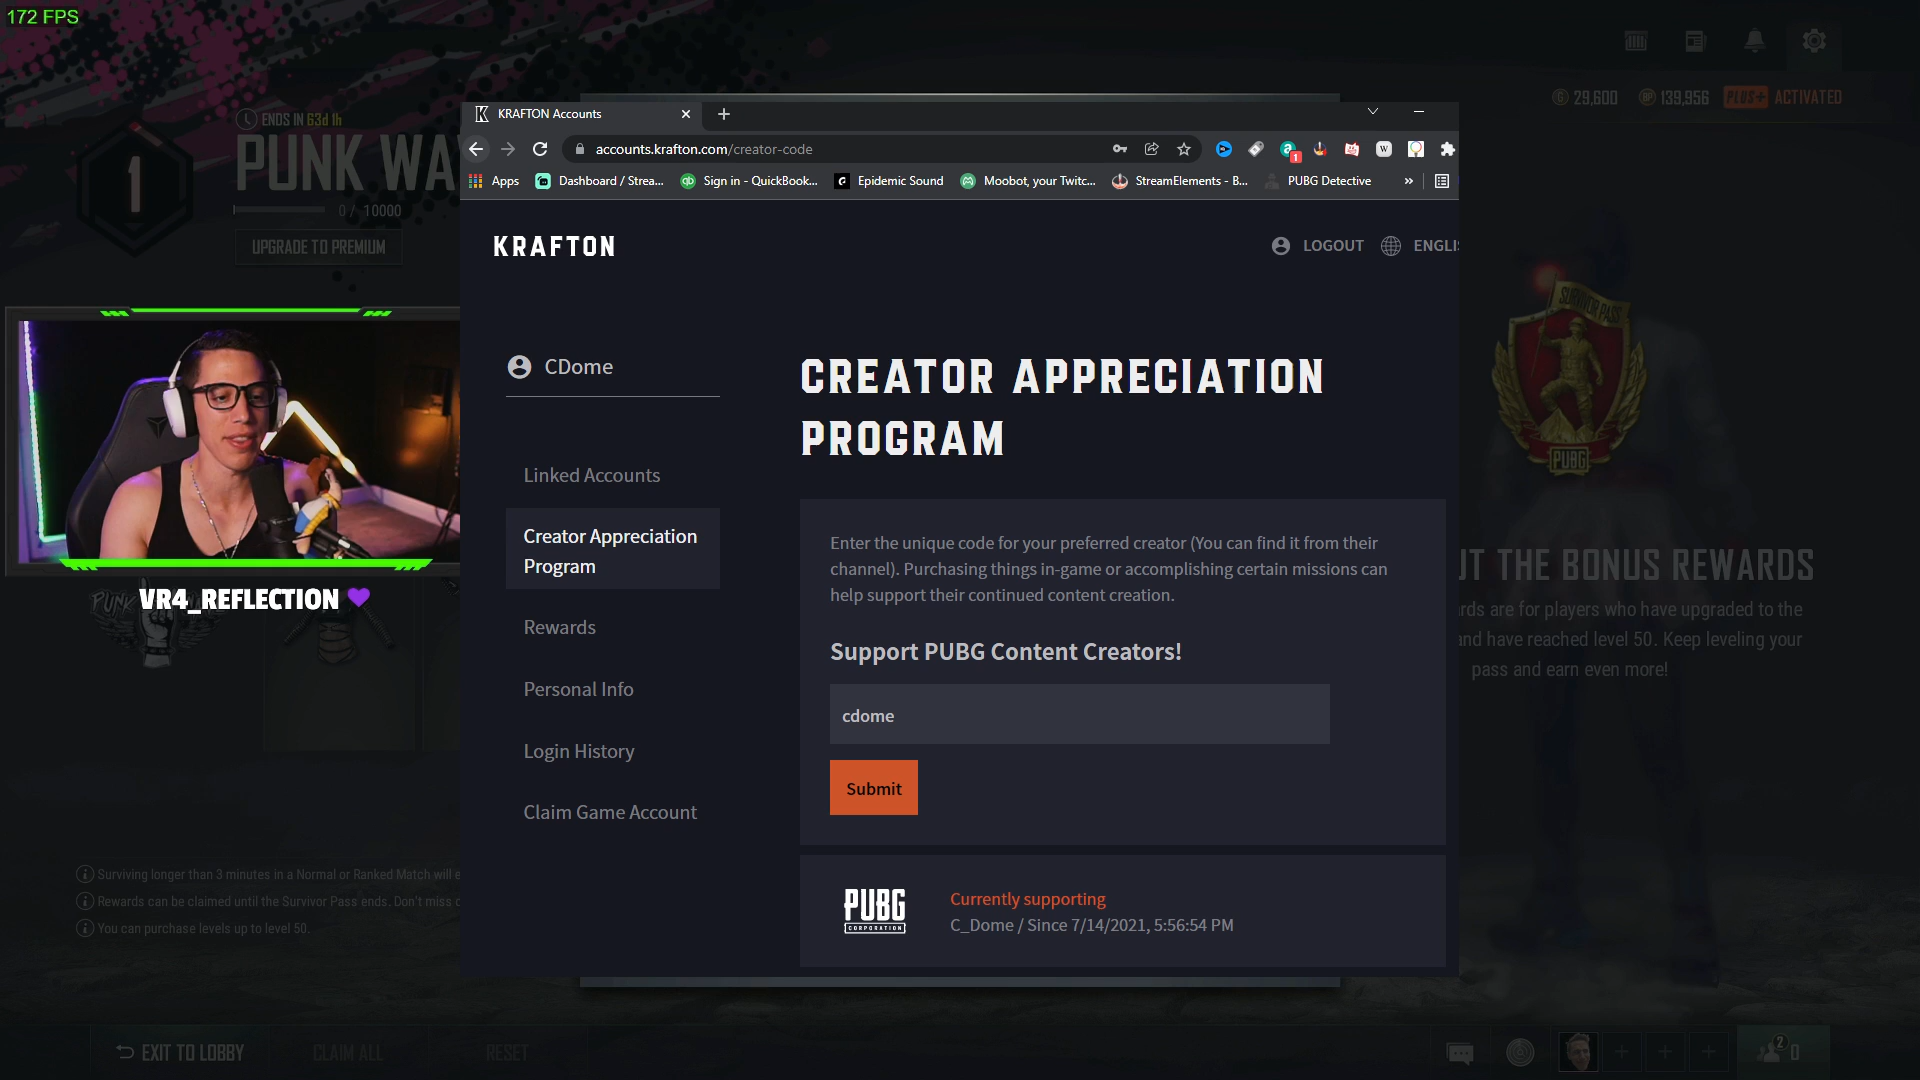 172 FPS
29,600
139,956
PLUS+ ACTIVATED
ENDS IN 63d 1h
PUNK WA
1
0 / 10000
UPGRADE TO PREMIUM
KRAFTON Accounts
accounts.krafton.com/creator-code
1
Apps
Dashboard / Strea...
Sign in - QuickBook...
Epidemic Sound
Moobot, your Twitc...
StreamElements - B...
PUBG Detective
KRAFTON
LOGOUT
ENGLI
CDome
Linked Accounts
Creator Appreciation
Program
Rewards
Personal Info
Login History
Claim Game Account
CREATOR APPRECIATION
PROGRAM
Enter the unique code for your preferred creator (You can find it from their
channel). Purchasing things in-game or accomplishing certain missions can
help support their continued content creation.
Support PUBG Content Creators!
cdome
Submit
PUBG
CORPORATION
Currently supporting
C_Dome / Since 7/14/2021, 5:56:54 PM
VR4_REFLECTION
PUNK
SURVIVOR PASS
PUBG
UT THE BONUS REWARDS
rds are for players who have upgraded to the
and have reached level 50. Keep leveling your
pass and earn even more!
Surviving longer than 3 minutes in a Normal or Ranked Match will e
Rewards can be claimed until the Survivor Pass ends. Don't miss
You can purchase levels up to level 50.
EXIT TO LOBBY
CLAIM ALL
RESET
2
0